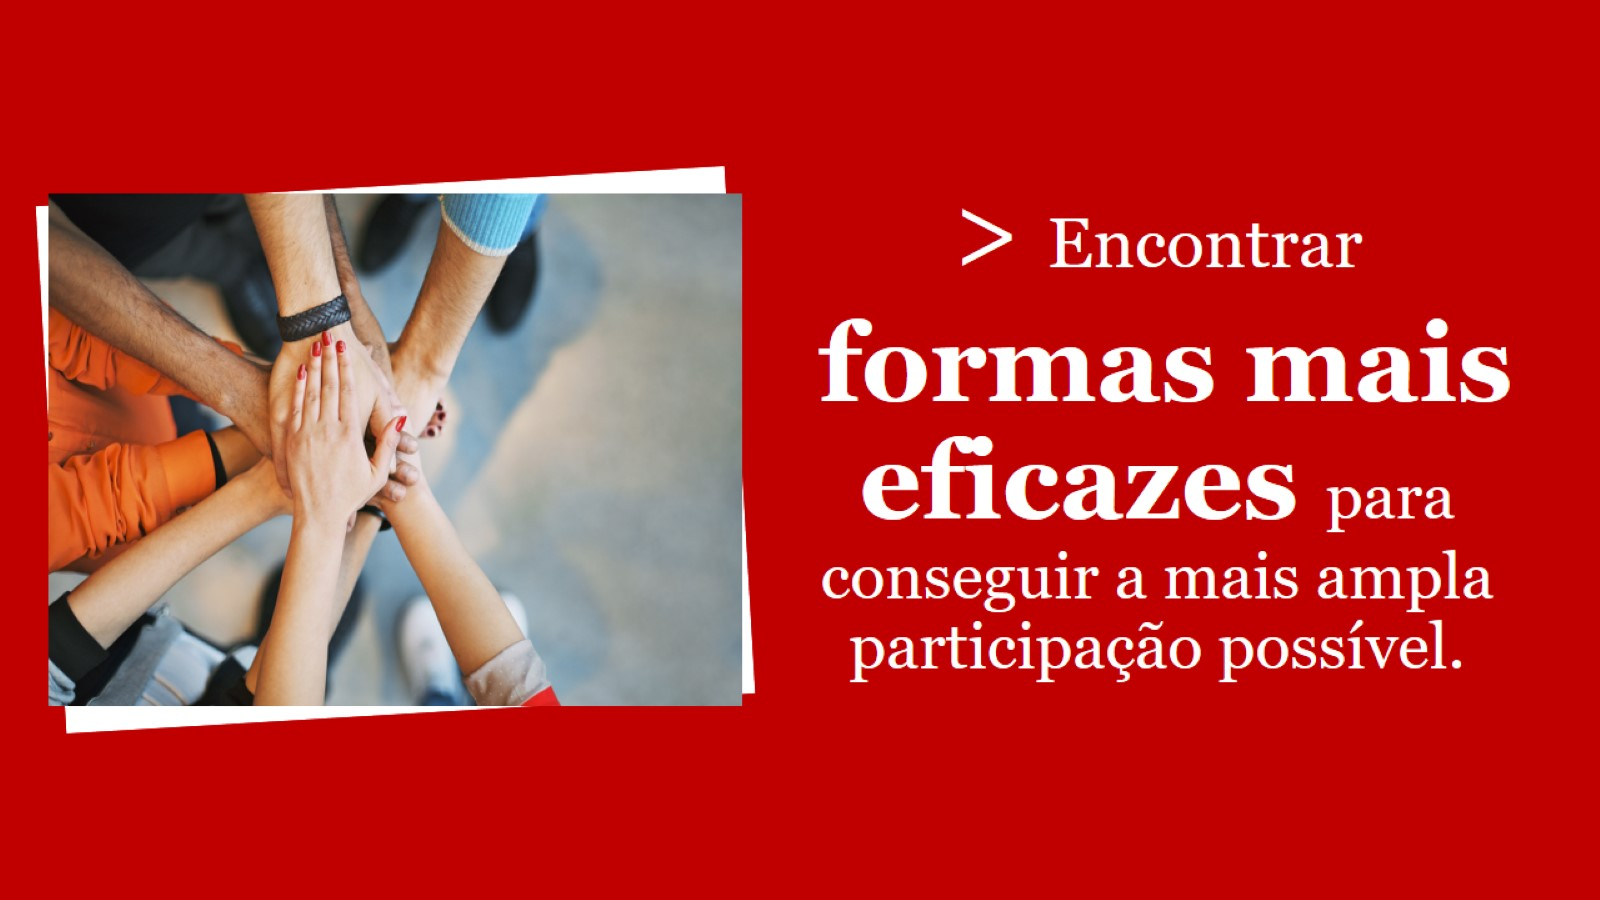 > Encontrar
formas mais
eficazes para
conseguir a mais ampla
participação possível.